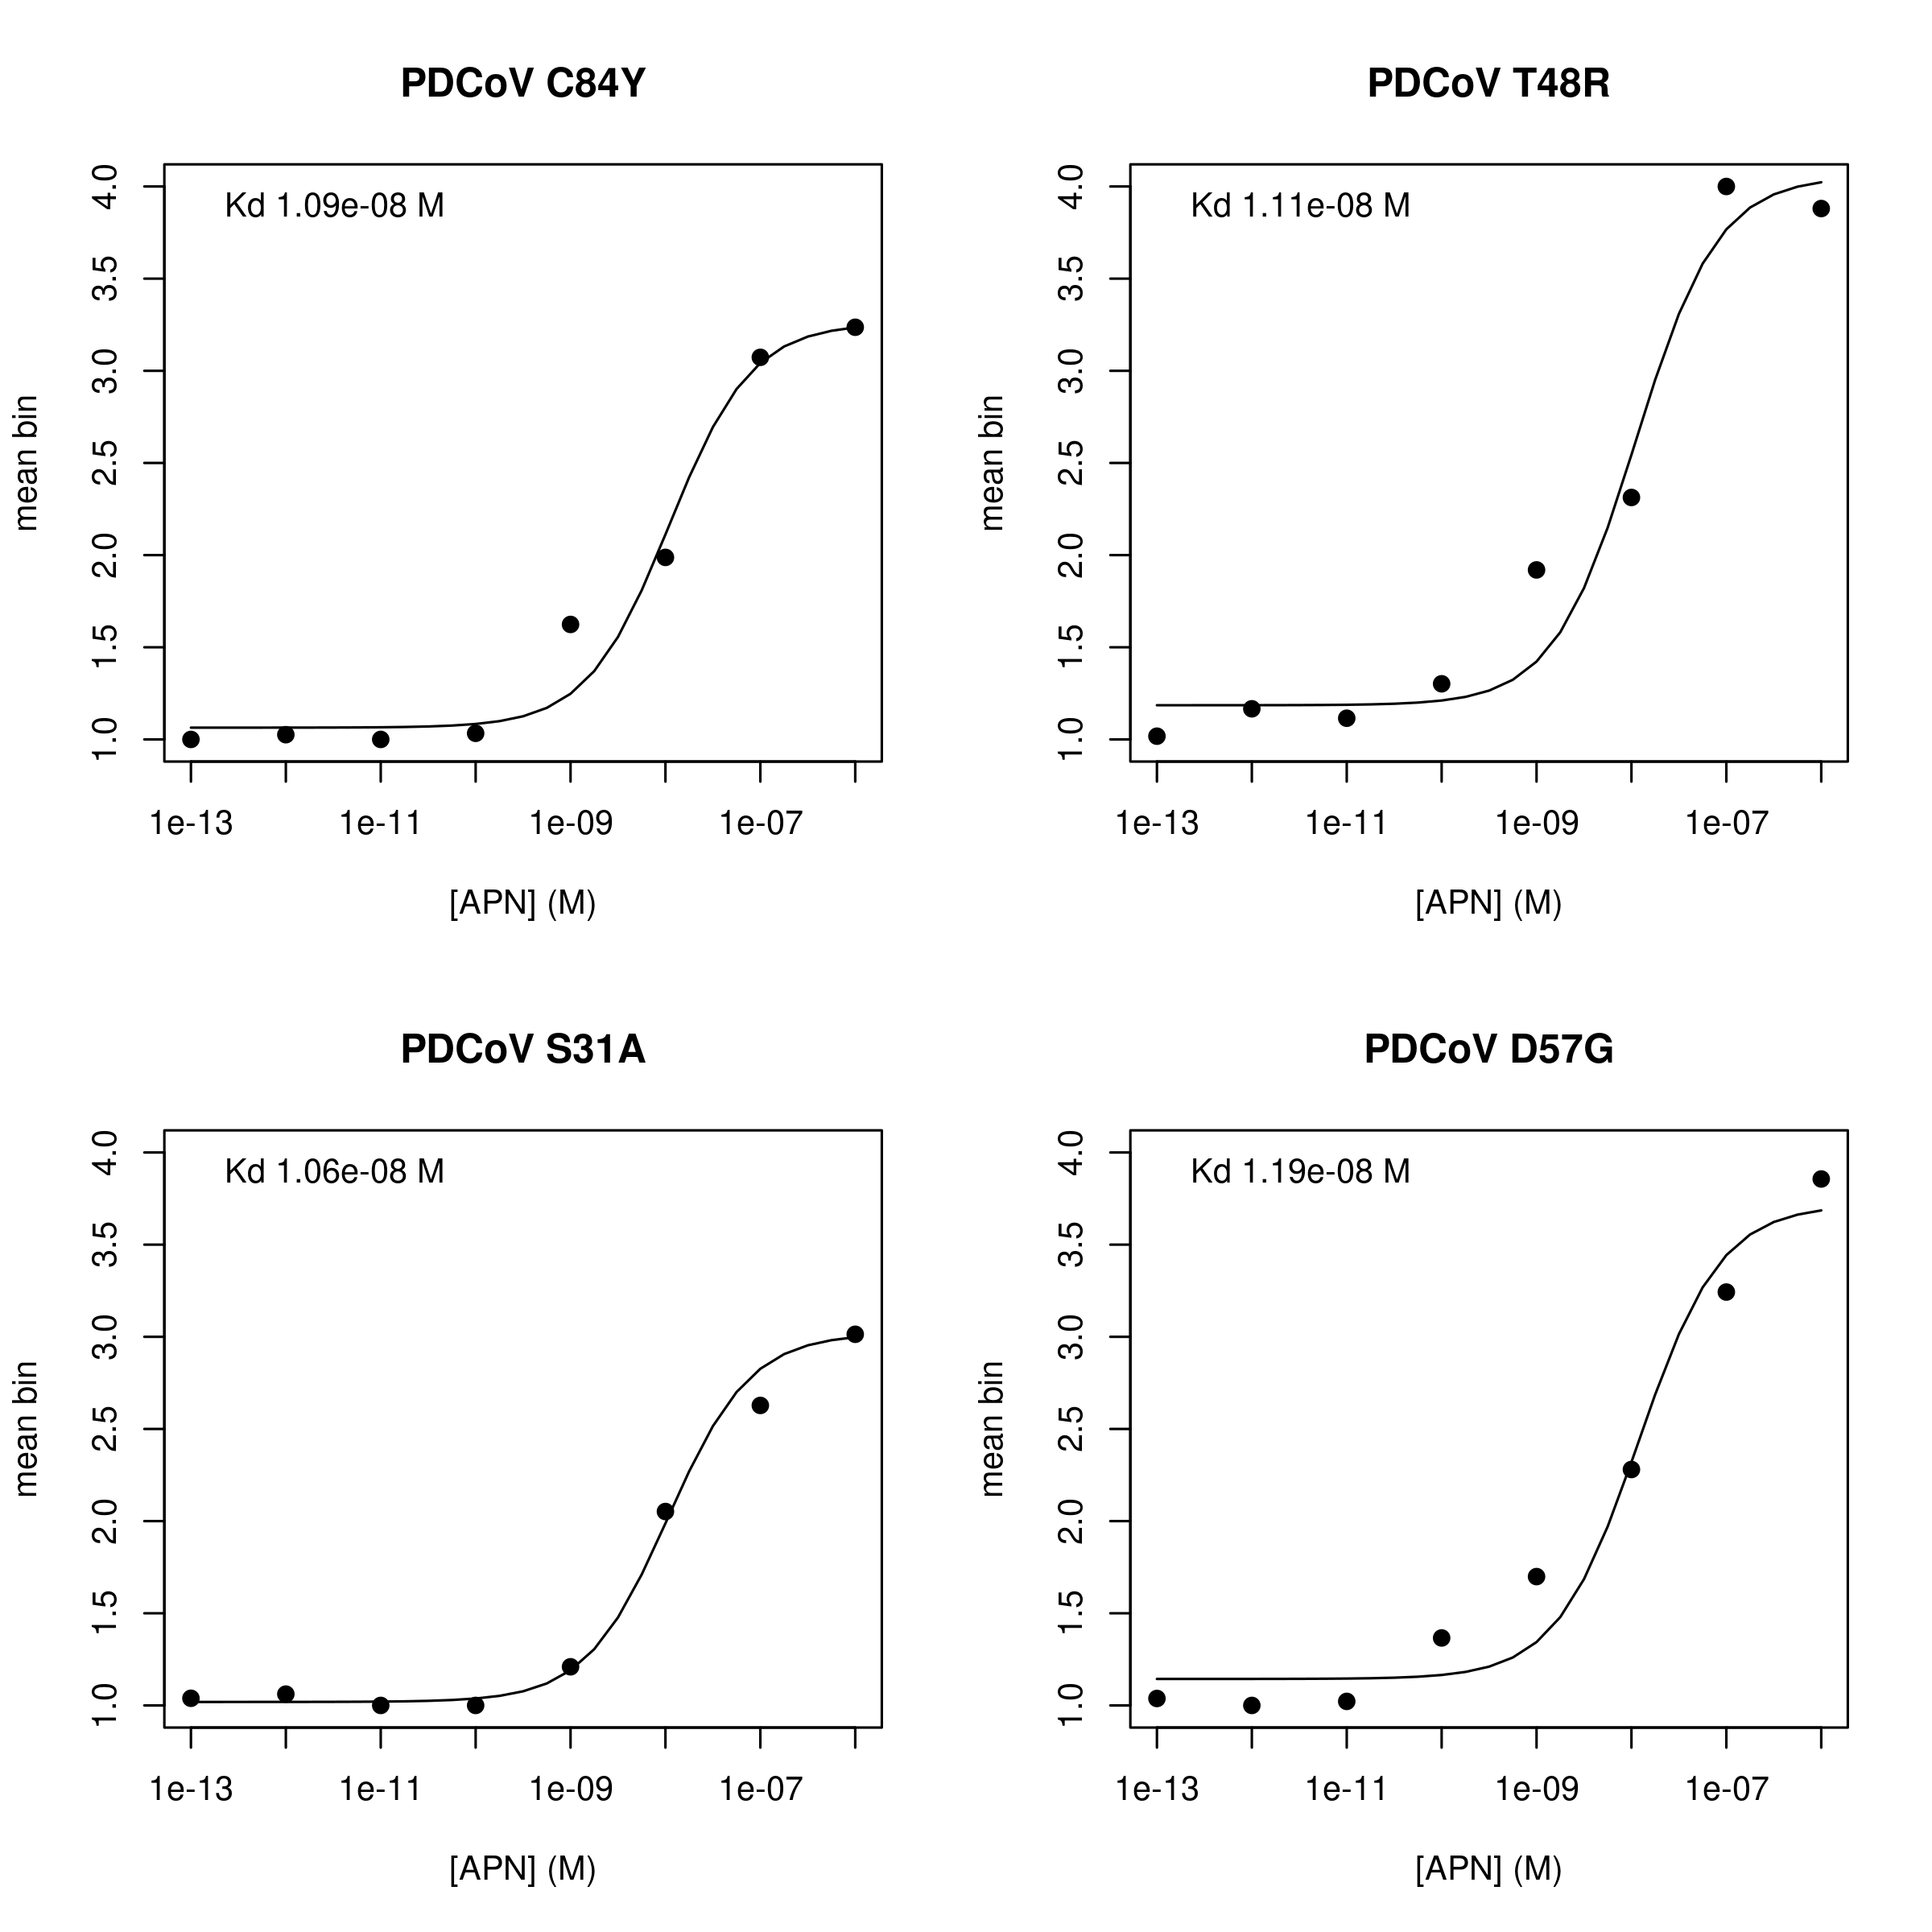 PDCoV C84Y
Kd 1.09e-08 M
mean bin
4.0
3.5
3.0
2.5
2.0
1.5
1.0
1e-13 1e-11 1e-09 1e-07
[APN] (M)
PDCoV T48R
Kd 1.11e-08 M
mean bin
4.0
3.5
3.0
2.5
2.0
1.5
1.0
1e-13 1e-11 1e-09 1e-07
[APN] (M)
PDCoV S31A
Kd 1.06e-08 M
mean bin
4.0
3.5
3.0
2.5
2.0
1.5
1.0
1e-13 1e-11 1e-09 1e-07
[APN] (M)
PDCoV D57G
Kd 1.19e-08 M
mean bin
4.0
3.5
3.0
2.5
2.0
1.5
1.0
1e-13 1e-11 1e-09 1e-07
[APN] (M)